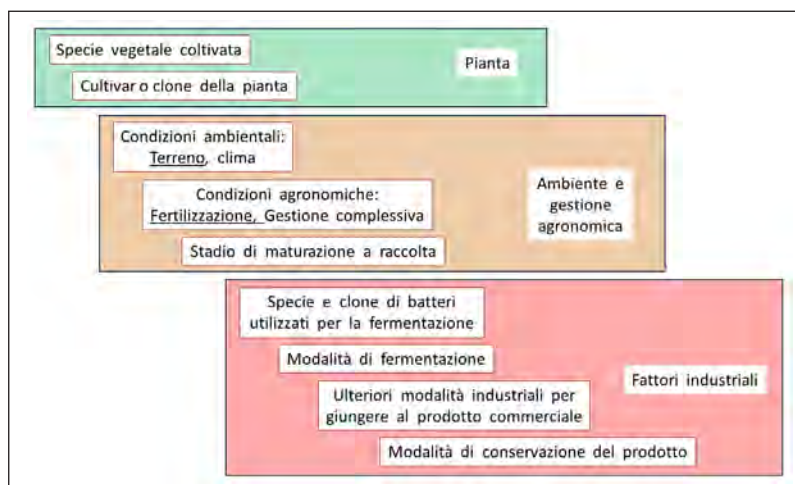 Specie vegetale coltivata
Pianta
Cultivar o clone della pianta
Condizioni ambientali:
Terreno, clima
Condizioni agronomiche:
Fertilizzazione, Gestione complessiva
Ambiente e
gestione
agronomica
Stadio di maturazione a raccolta
Specie e clone di batteri
utilizzati per la fermentazione
Modalità di fermentazione
Fattori industriali
Ulteriori modalità industriali per
giungere al prodotto commerciale
Modalità di conservazione del prodotto